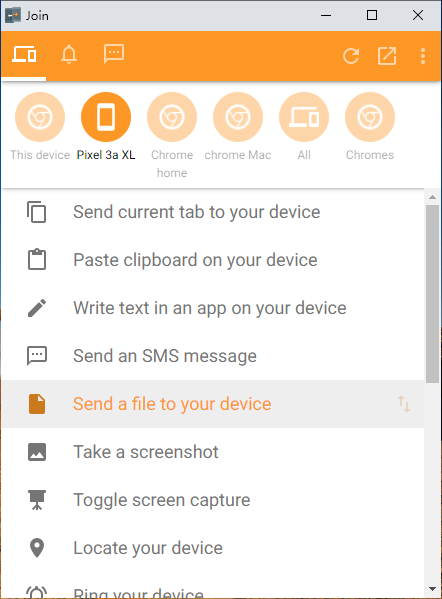 Join
This device
Pixel 3a XL
Chrome
home
chrome Mac
All
Chromes
Send current tab to your device
Paste clipboard on your device
Write text in an app on your device
Send an SMS message
Send a file to your device
Take a screenshot
Toggle screen capture
Locate your device
Ring your device